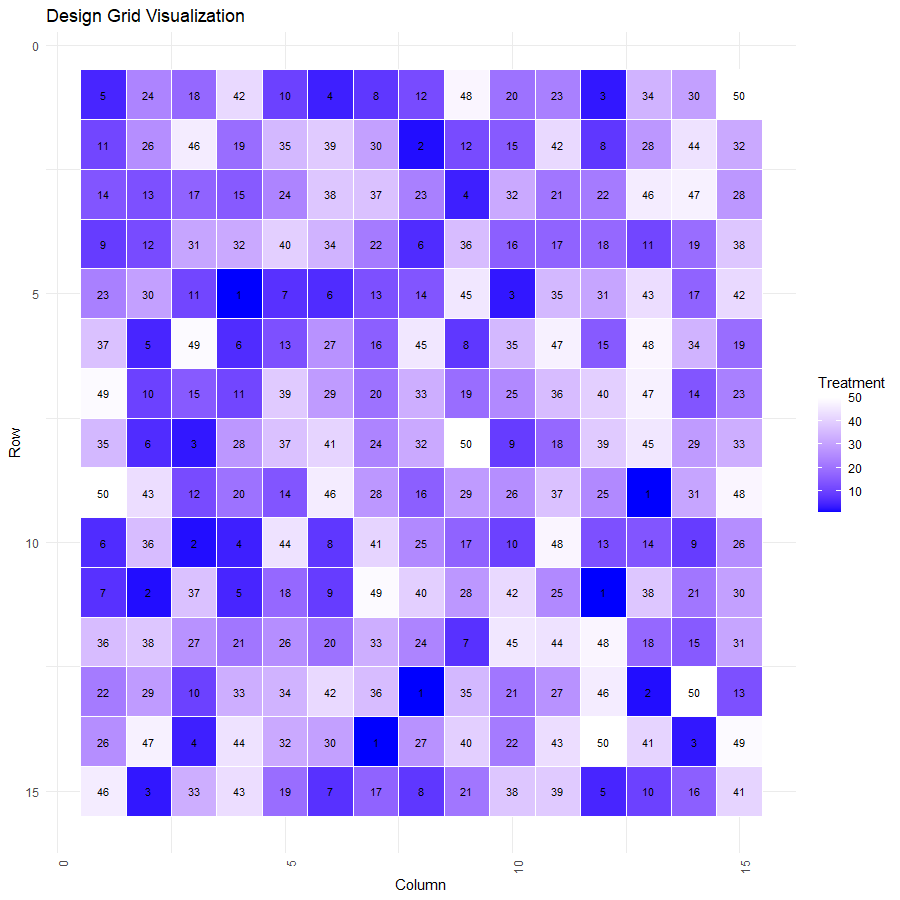 Design Grid Visualization
0
5 24 18 42 10 4 8 12 48 20 23 3 34 30 50
11 26 46 19 35 39 30 2 12 15 42 8 28 44 32
14 13 17 15 24 38 37 23 4 32 21 22 46 47 28
9 12 31 32 40 34 22 6 36 16 17 18 11 19 38
5 23 30 11 1 7 6 13 14 45 3 35 31 43 17 42
37 5 49 6 13 27 16 45 8 35 47 15 48 34 19
49 10 15 11 39 29 20 33 19 25 36 40 47 14 23
35 6 3 28 37 41 24 32 50 9 18 39 45 29 33
50 43 12 20 14 46 28 16 29 26 37 25 1 31 48
10 6 36 2 4 44 8 41 25 17 10 48 13 14 9 26
7 2 37 5 18 9 49 40 28 42 25 1 38 21 30
36 38 27 21 26 20 33 24 7 45 44 48 18 15 31
22 29 10 33 34 42 36 1 35 21 27 46 2 50 13
26 47 4 44 32 30 1 27 40 22 43 50 41 3 49
15 46 3 33 43 19 7 17 8 21 38 39 5 10 16 41
0 5 10 15
Column
Row
Treatment
50
40
30
20
10